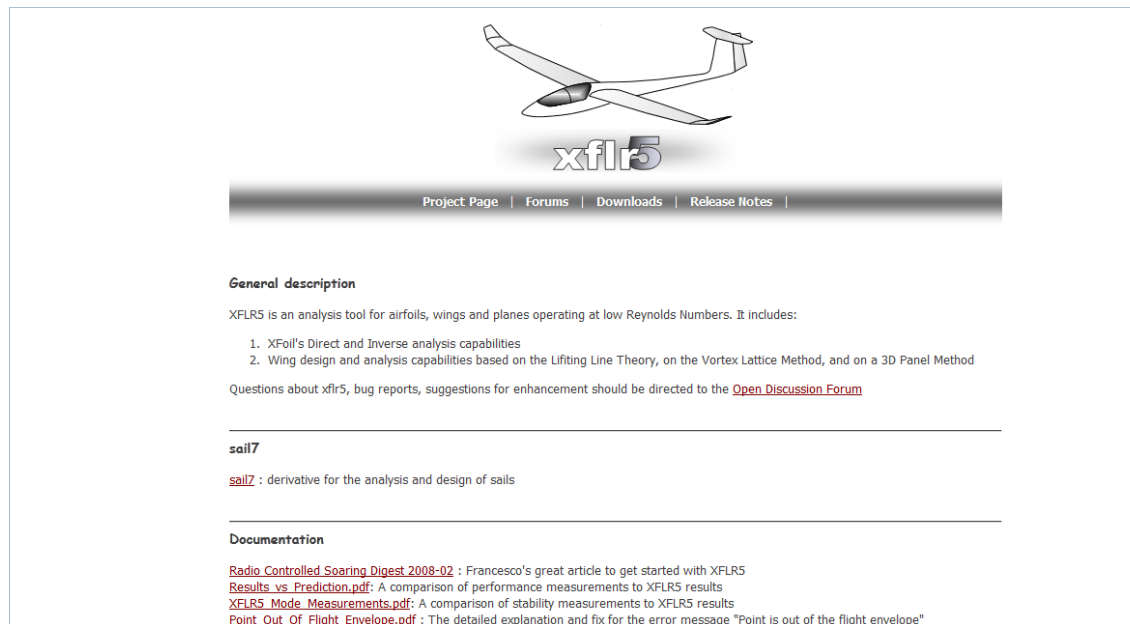 xflr5
Project Page | Forums | Downloads | Release Notes |
General description
XFLR5 is an analysis tool for airfoils, wings and planes operating at low Reynolds Numbers. It includes:
1. XFoil's Direct and Inverse analysis capabilities
2. Wing design and analysis capabilities based on the Lifiting Line Theory, on the Vortex Lattice Method, and on a 3D Panel Method
Questions about xflr5, bug reports, suggestions for enhancement should be directed to the Open Discussion Forum
sail7
sail7 : derivative for the analysis and design of sails
Documentation
Radio Controlled Soaring Digest 2008-02 : Francesco's great article to get started with XFLR5
Results_vs_Prediction.pdf: A comparison of performance measurements to XFLR5 results
XFLR5_Mode_Measurements.pdf: A comparison of stability measurements to XFLR5 results
Point_Out_Of_Flight_Envelope.pdf : The detailed explanation and fix for the error message "Point is out of the flight envelope"